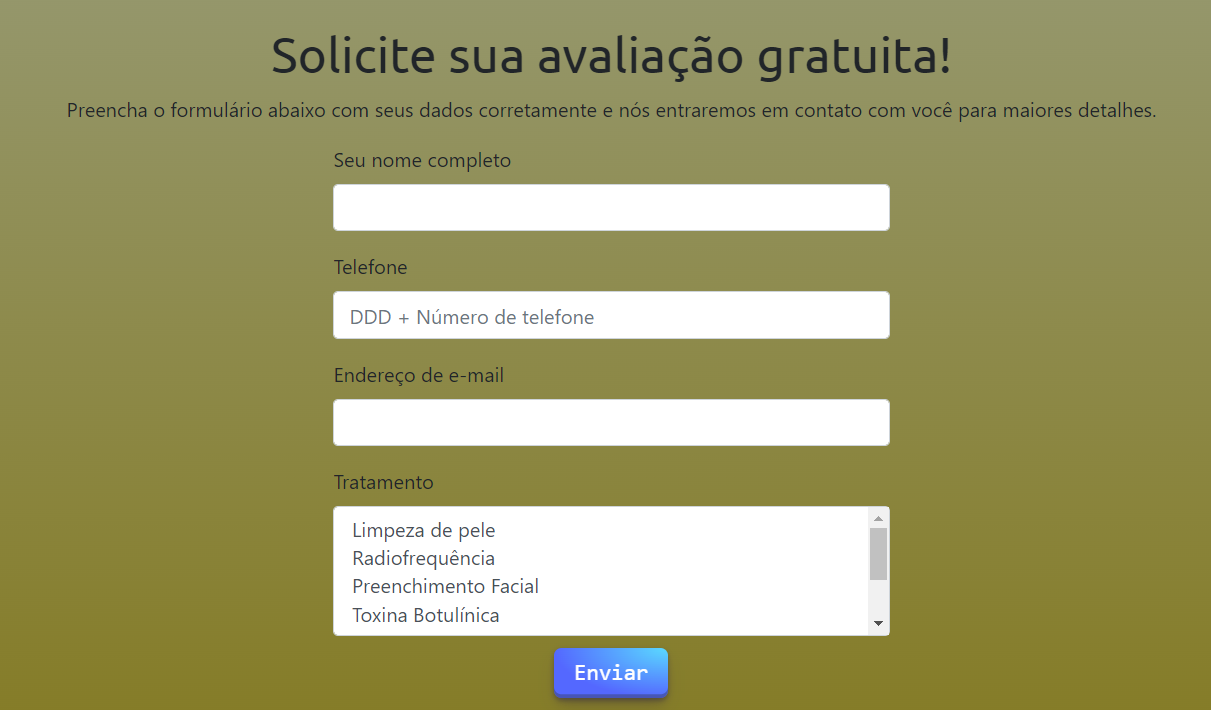 Solicite sua avaliação gratuita!
Preencha o formulário abaixo com seus dados corretamente e nós entraremos em contato com você para maiores detalhes.
Seu nome completo
Telefone
DDD + Número de telefone
Endereço de e-mail
Tratamento
Limpeza de pele
Radiofrequência
Preenchimento Facial
Toxina Botulínica
Enviar